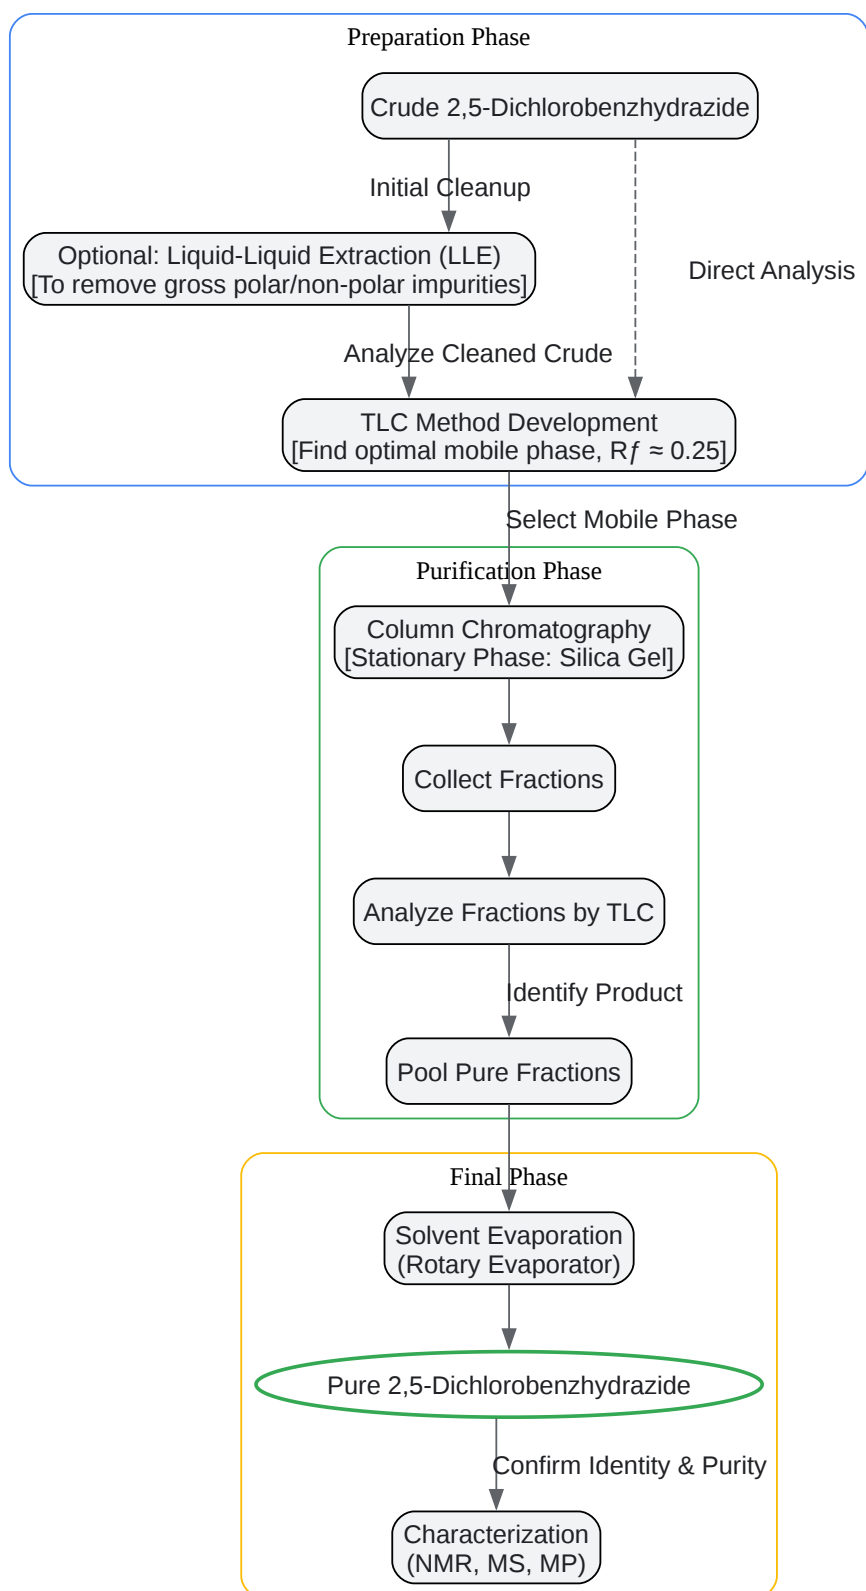 Preparation Phase
Crude 2,5-Dichlorobenzhydrazide
Initial Cleanup
Optional: Liquid-Liquid Extraction (LLE)
[To remove gross polar/non-polar impurities]
Direct Analysis
Analyze Cleaned Crude
TLC Method Development
[Find optimal mobile phase, Rƒ ≈ 0.25]
Select Mobile Phase
Purification Phase
Column Chromatography
[Stationary Phase: Silica Gel]
Collect Fractions
Analyze Fractions by TLC
Identify Product
Pool Pure Fractions
Final Phase
Solvent Evaporation
(Rotary Evaporator)
Pure 2,5-Dichlorobenzhydrazide
Confirm Identity & Purity
Characterization
(NMR, MS, MP)